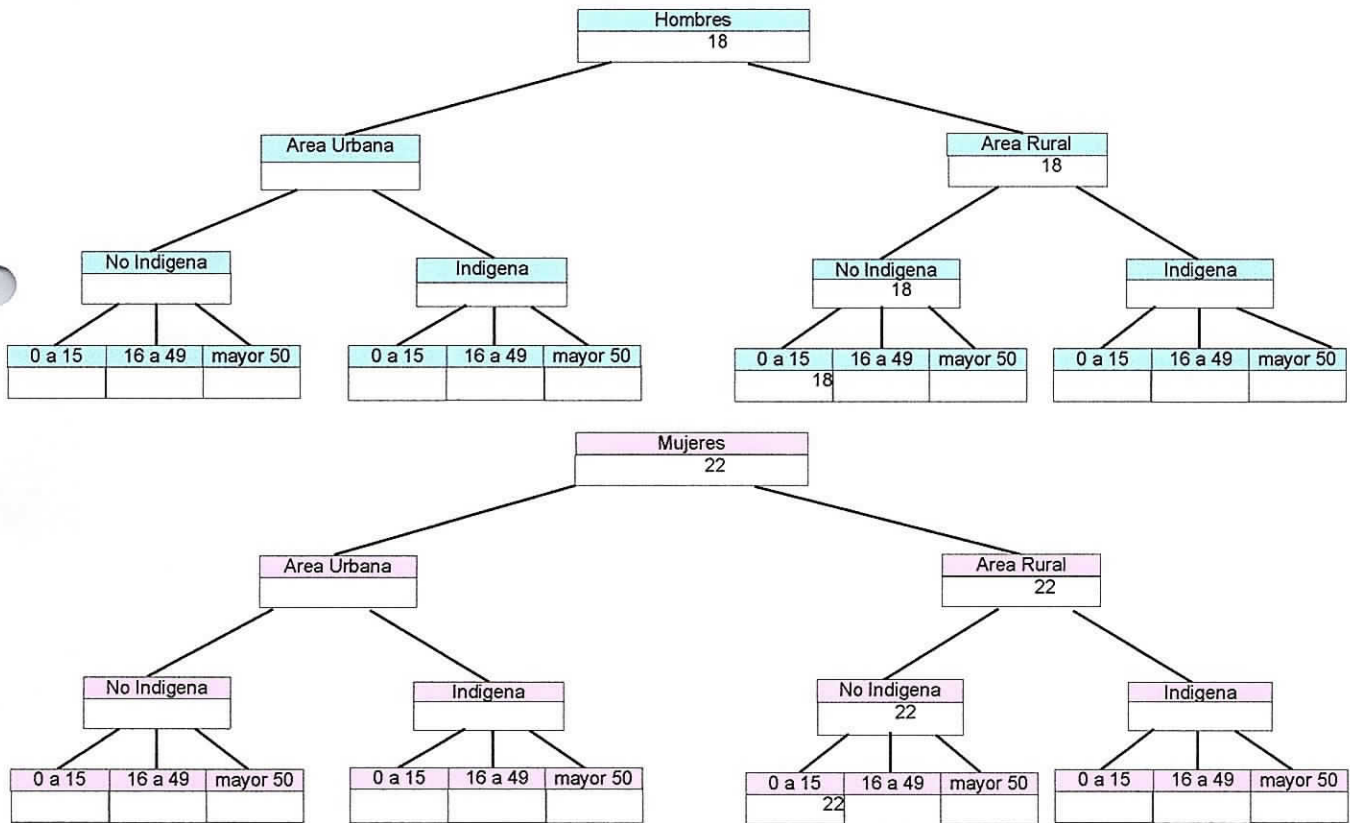 Hombres
18
Area Urbana
Area Rural
18
No Indigena
Indigena
No Indigena
18
Indigena
0 a 15 16 a 49 mayor 50
0 a 15 16 a 49 mayor 50
0 a 15 16 a 49 mayor 50
18
0 a 15 16 a 49 mayor 50
Mujeres
22
Area Urbana
Area Rural
22
No Indigena
Indigena
No Indigena
22
Indigena
0 a 15 16 a 49 mayor 50
0 a 15 16 a 49 mayor 50
0 a 15 16 a 49 mayor 50
22
0 a 15 16 a 49 mayor 50